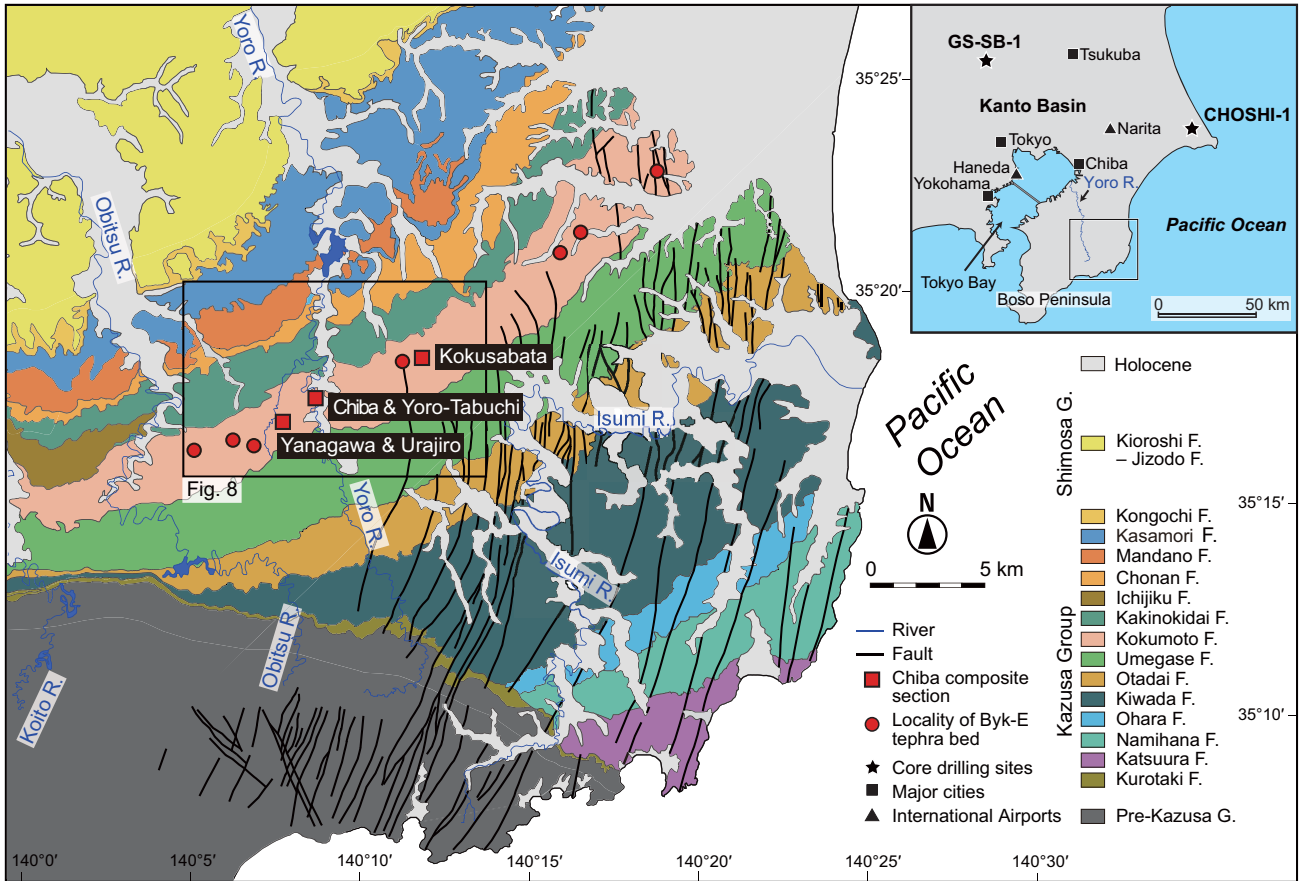 Yoro R.
Obitsu R.
Kokusabata
Chiba & Yoro-Tabuchi
Yanagawa & Urajiro
Fig. 8
Isumi R.
Yoro R.
Isumi R.
Obitsu R.
Koito R.
Pacific
Ocean
140°0′
140°5′
140°10′
140°15′
140°20′
140°25′
140°30′
35°25′
35°20′
35°15′
35°10′
GS-SB-1
Tsukuba
Kanto Basin
CHOSHI-1
Narita
Tokyo
Haneda
Chiba
Yokohama
Yoro R.
Pacific Ocean
Tokyo Bay
Boso Peninsula
0 50 km
N
0 5 km
River
Fault
Chiba composite
section
Locality of Byk-E
tephra bed
Core drilling sites
Major cities
International Airports
Holocene
Shimosa G.
Kioroshi F.
– Jizodo F.
Kazusa Group
Kongochi F.
Kasamori F.
Mandano F.
Chonan F.
Ichijiku F.
Kakinokidai F.
Kokumoto F.
Umegase F.
Otadai F.
Kiwada F.
Ohara F.
Namihana F.
Katsuura F.
Kurotaki F.
Pre-Kazusa G.